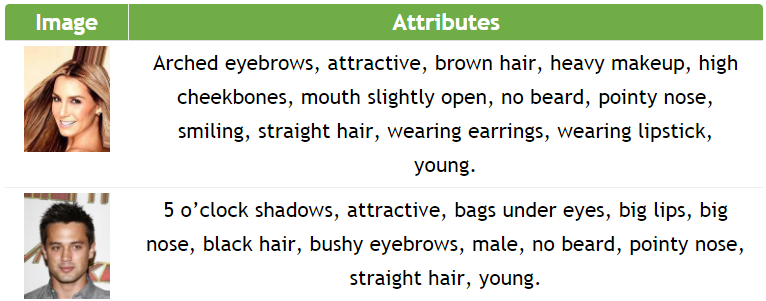 Image Attributes
Arched eyebrows, attractive, brown hair, heavy makeup, high
cheekbones, mouth slightly open, no beard, pointy nose,
smiling, straight hair, wearing earrings, wearing lipstick,
young.
5 o’clock shadows, attractive, bags under eyes, big lips, big
nose, black hair, bushy eyebrows, male, no beard, pointy nose,
straight hair, young.